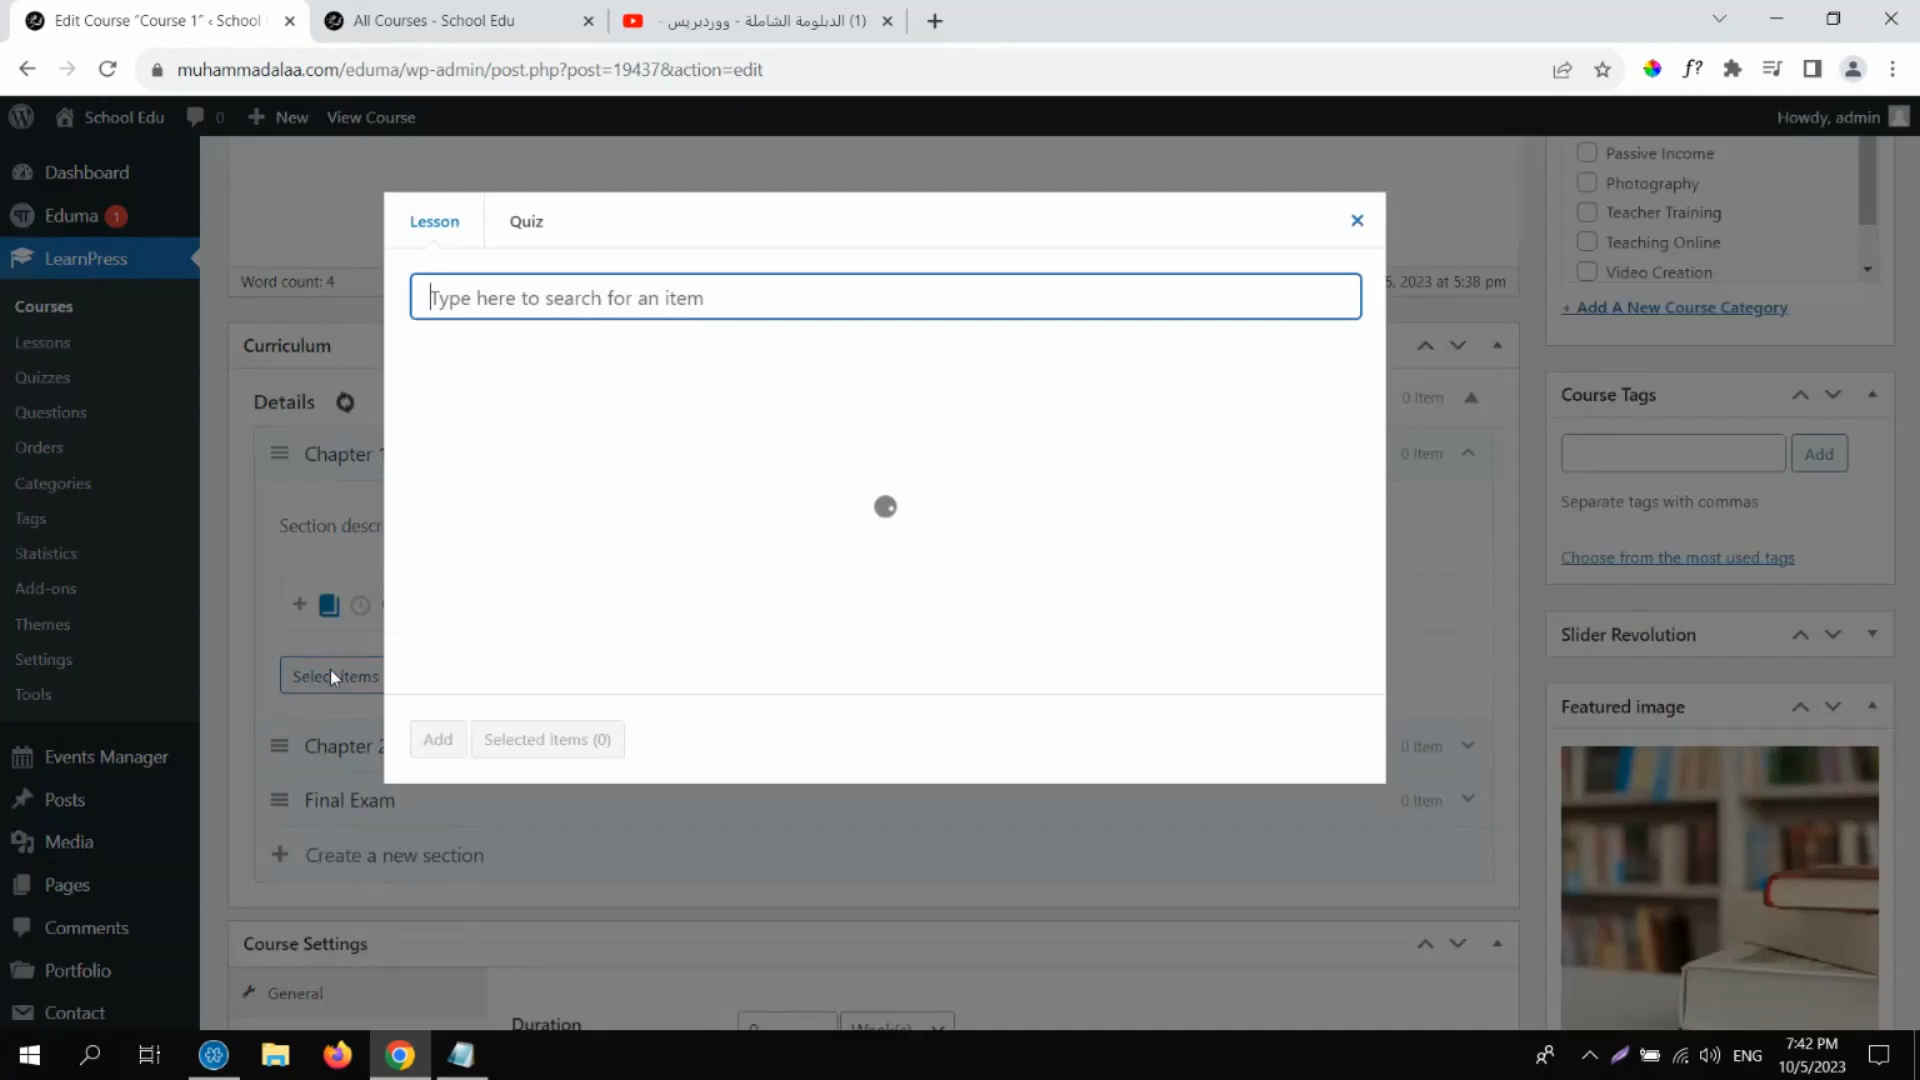 Edit Course "Course 1" ‹ School
All Courses - School Edu
(1) الدبلومة الشاملة - ووردبريس -
muhammadalaa.com/eduma/wp-admin/post.php?post=19437&action=edit
f?
School Edu
0
New
View Course
Howdy, admin
Dashboard
Eduma 1
LearnPress
Courses
Lessons
Quizzes
Questions
Orders
Categories
Tags
Statistics
Add-ons
Themes
Settings
Tools
Events Manager
Posts
Media
Pages
Comments
Portfolio
Contact
Word count: 4
5, 2023 at 5:38 pm
Curriculum
Details
0 Item
Chapter 1
0 Item
Section descr
Select items
Chapter 2
0 Item
Final Exam
0 Item
Create a new section
Course Settings
General
Duration
0
Week(s)
Lesson
Quiz
Type here to search for an item
Add
Selected items (0)
Passive Income
Photography
Teacher Training
Teaching Online
Video Creation
+ Add A New Course Category
Course Tags
Add
Separate tags with commas
Choose from the most used tags
Slider Revolution
Featured image
ENG
7:42 PM
10/5/2023